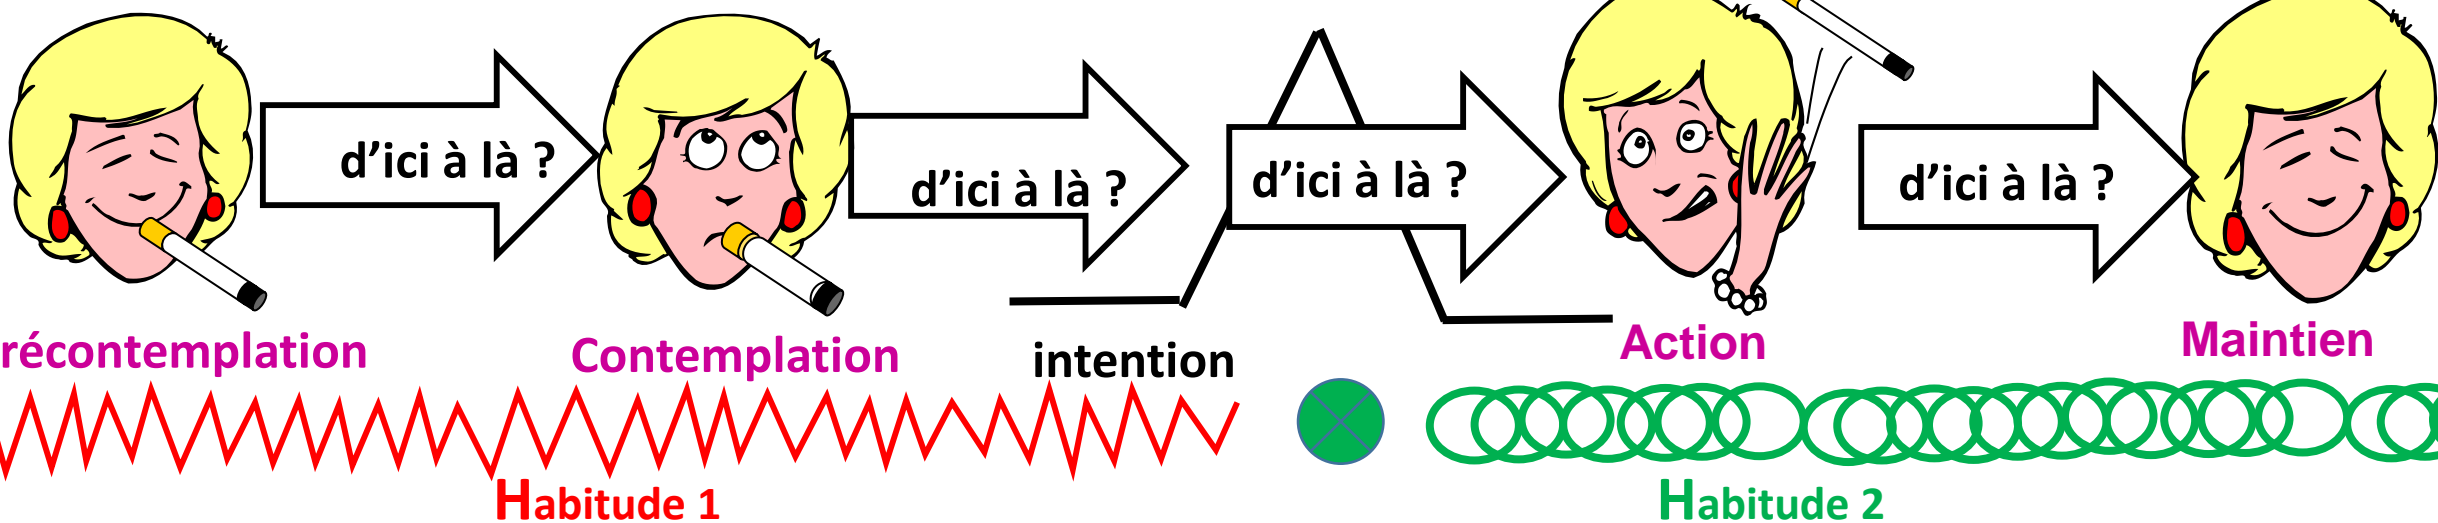 d'ici à là ?
d'ici à là ?
d'ici à là ?
d'ici à là ?
récontemplation
Contemplation
intention
Action
Maintien
Habitude 1
Habitude 2